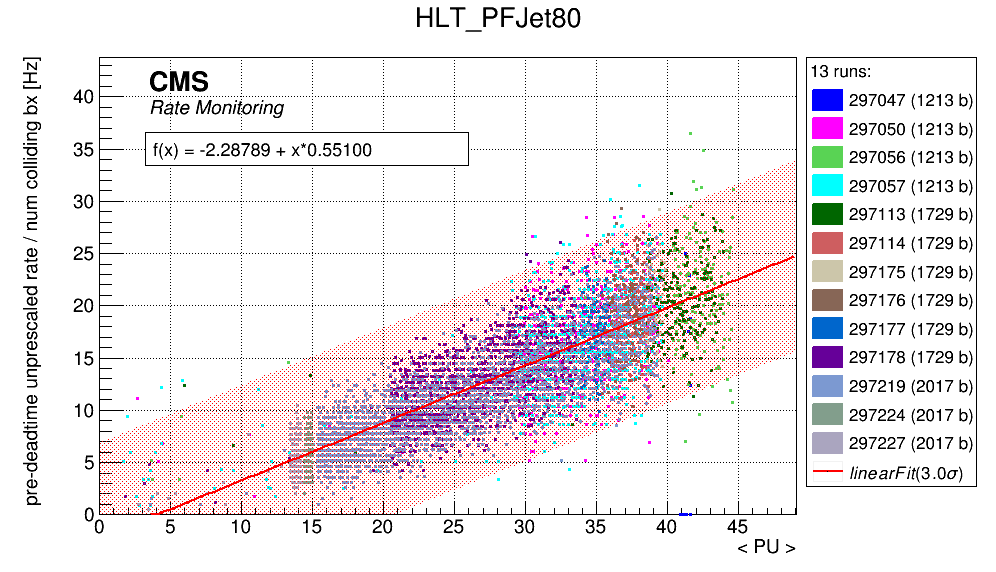 HLT_PFJet80
pre-deadtime unprescaled rate / num colliding bx [Hz]
CMS
Rate Monitoring
f(x) = -2.28789 + x*0.55100
40
35
30
25
20
15
10
5
0
0 5 10 15 20 25 30 35 40 45
< PU >
13 runs:
297047 (1213 b)
297050 (1213 b)
297056 (1213 b)
297057 (1213 b)
297113 (1729 b)
297114 (1729 b)
297175 (1729 b)
297176 (1729 b)
297177 (1729 b)
297178 (1729 b)
297219 (2017 b)
297224 (2017 b)
297227 (2017 b)
linearFit(3.0σ)